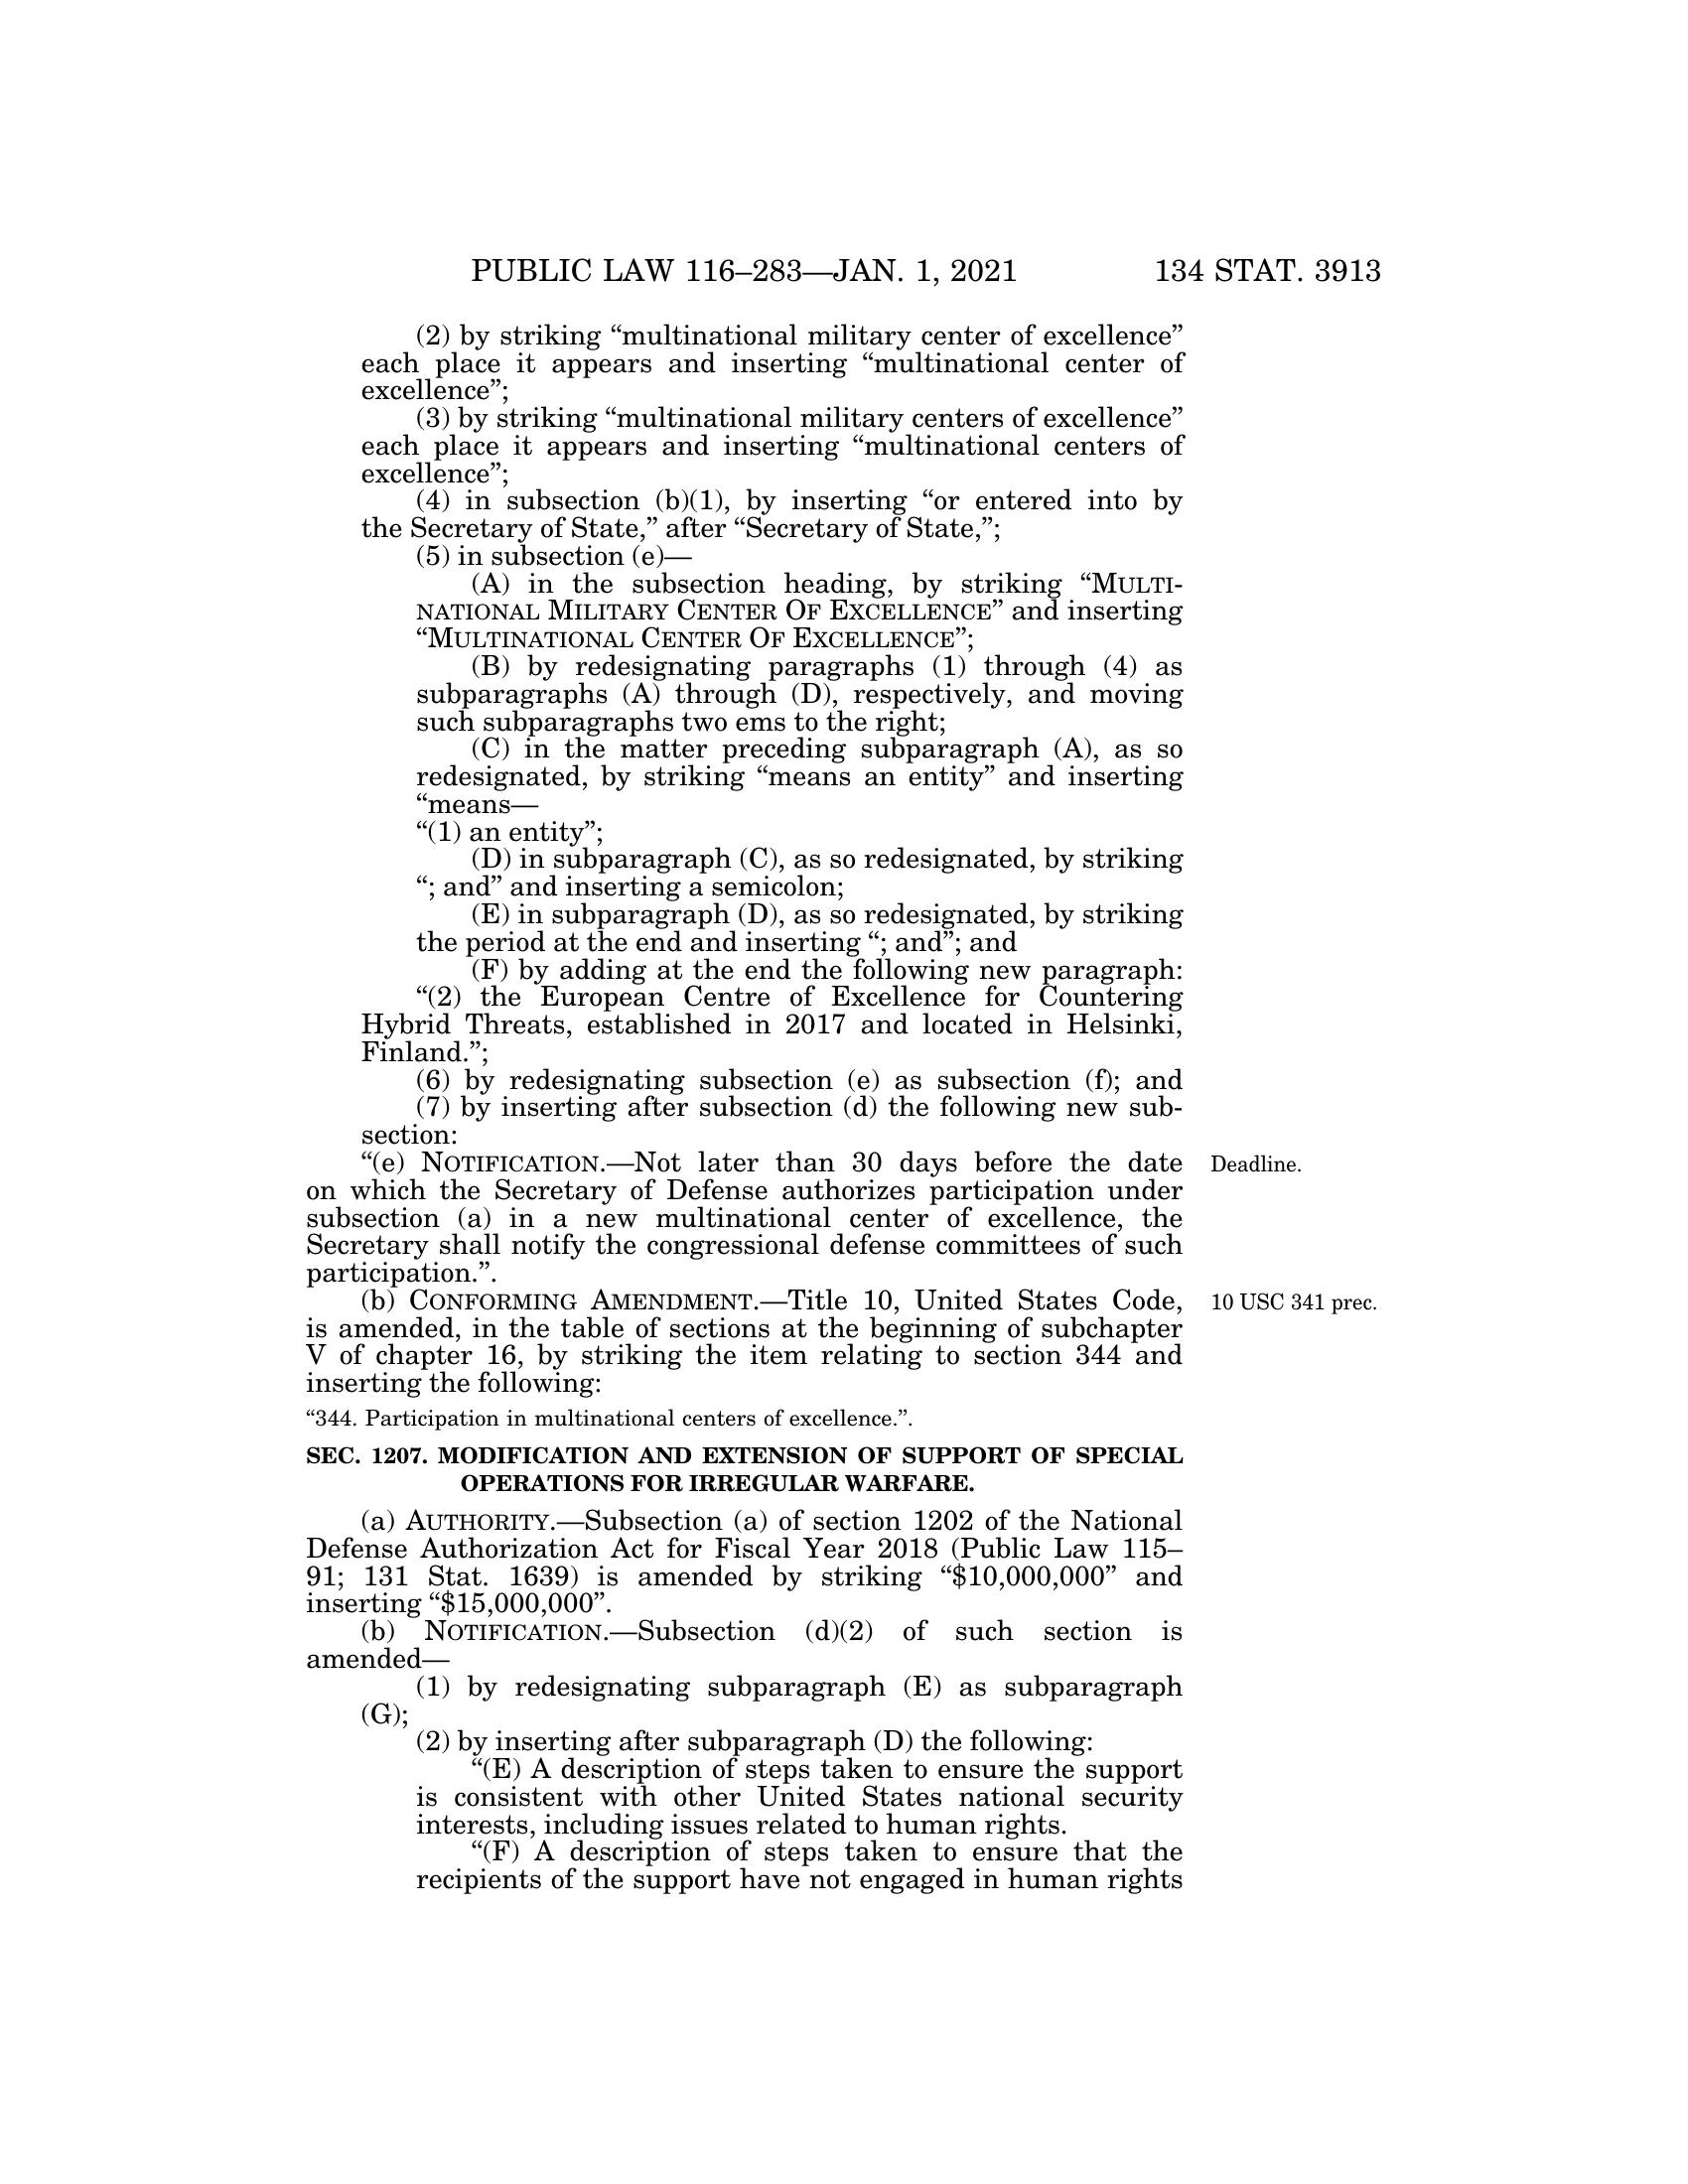 PUBLIC LAW 116–283—JAN. 1, 2021 134 STAT. 3913
(2) by striking “multinational military center of excellence”
each place it appears and inserting “multinational center of
excellence”;
(3) by striking “multinational military centers of excellence”
each place it appears and inserting “multinational centers of
excellence”;
(4) in subsection (b)(1), by inserting “or entered into by
the Secretary of State,” after “Secretary of State,”;
(5) in subsection (e)—
(A) in the subsection heading, by striking “MULTI-
NATIONAL MILITARY CENTER OF EXCELLENCE” and inserting
“MULTINATIONAL CENTER OF EXCELLENCE”;
(B) by redesignating paragraphs (1) through (4) as
subparagraphs (A) through (D), respectively, and moving
such subparagraphs two ems to the right;
(C) in the matter preceding subparagraph (A), as so
redesignated, by striking “means an entity” and inserting
“means—
“(1) an entity”;
(D) in subparagraph (C), as so redesignated, by striking
“; and” and inserting a semicolon;
(E) in subparagraph (D), as so redesignated, by striking
the period at the end and inserting “; and”; and
(F) by adding at the end the following new paragraph:
“(2) the European Centre of Excellence for Countering
Hybrid Threats, established in 2017 and located in Helsinki,
Finland.”;
(6) by redesignating subsection (e) as subsection (f); and
(7) by inserting after subsection (d) the following new sub-
section:
“(e) NOTIFICATION.—Not later than 30 days before the date
on which the Secretary of Defense authorizes participation under
subsection (a) in a new multinational center of excellence, the
Secretary shall notify the congressional defense committees of such
participation.”.
Deadline.
(b) CONFORMING AMENDMENT.—Title 10, United States Code,
is amended, in the table of sections at the beginning of subchapter
V of chapter 16, by striking the item relating to section 344 and
inserting the following:
10 USC 341 prec.
“344. Participation in multinational centers of excellence.”.
SEC. 1207. MODIFICATION AND EXTENSION OF SUPPORT OF SPECIAL
OPERATIONS FOR IRREGULAR WARFARE.
(a) AUTHORITY.—Subsection (a) of section 1202 of the National
Defense Authorization Act for Fiscal Year 2018 (Public Law 115–
91; 131 Stat. 1639) is amended by striking “$10,000,000” and
inserting “$15,000,000”.
(b) NOTIFICATION.—Subsection (d)(2) of such section is
amended—
(1) by redesignating subparagraph (E) as subparagraph
(G);
(2) by inserting after subparagraph (D) the following:
“(E) A description of steps taken to ensure the support
is consistent with other United States national security
interests, including issues related to human rights.
“(F) A description of steps taken to ensure that the
recipients of the support have not engaged in human rights